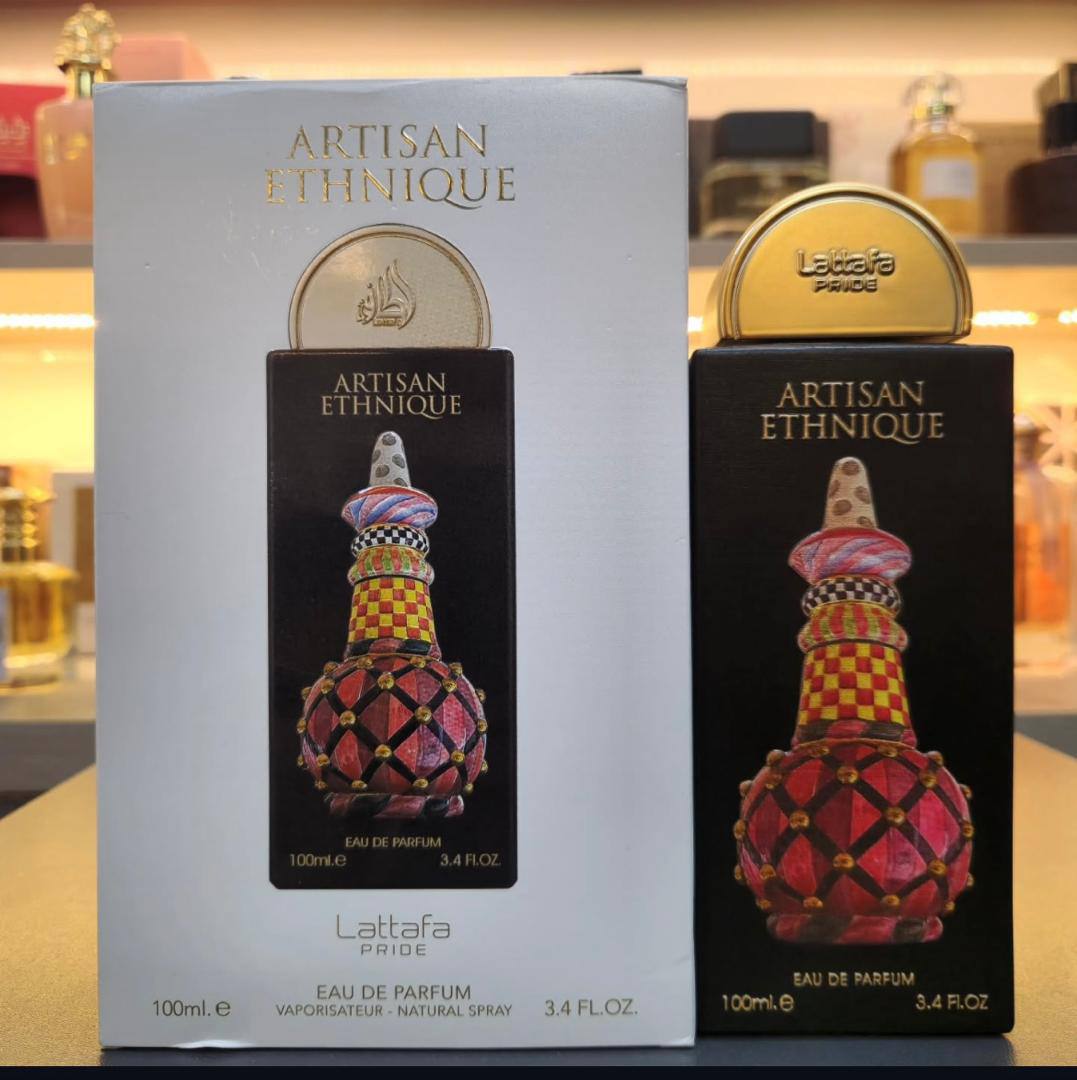 ARTISAN
ETHNIQUE
ARTISAN
ETHNIQUE
EAU DE PARFUM
100ml.e 3.4 Fl.OZ.
Lattafa
PRIDE
100ml. e
EAU DE PARFUM
VAPORISATEUR - NATURAL SPRAY
3.4 FL.OZ.
Lattafa
PRIDE
ARTISAN
ETHNIQUE
EAU DE PARFUM
100ml.e 3.4 Fl.OZ